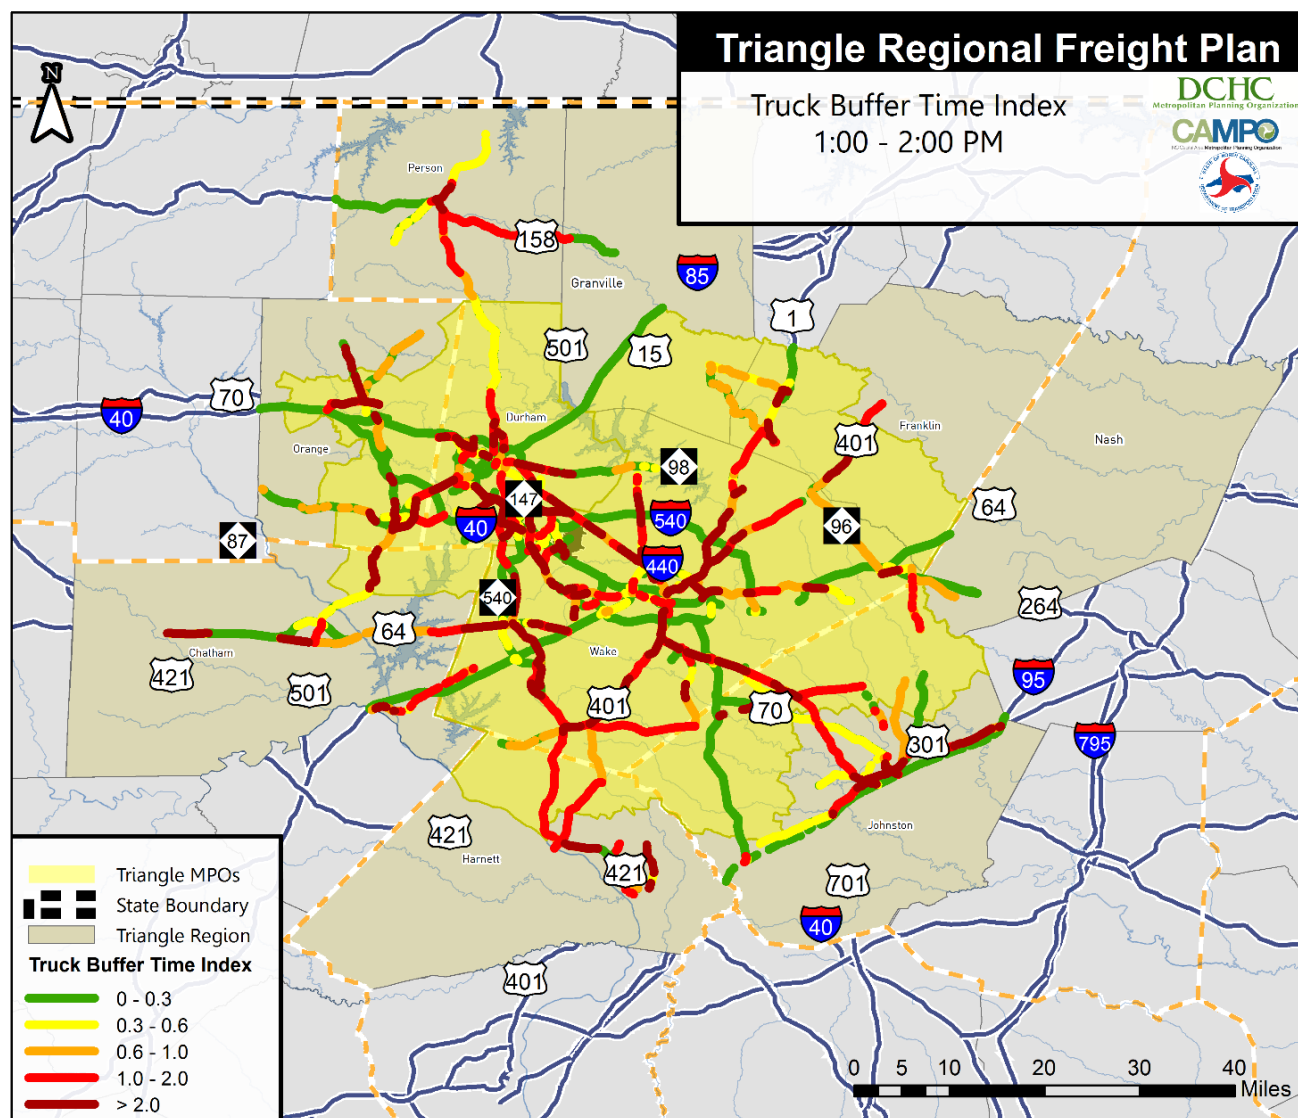 Triangle Regional Freight Plan
Truck Buffer Time Index
1:00 - 2:00 PM
DCHC
Metropolitan Planning Organization
CAMPO
Metropolitan Planning Organization
N
Person
158
Granville
85
1
501
15
70
40
Durham
Orange
401
Franklin
Nash
98
147
64
40
540
96
87
440
540
264
64
Chatham
Wake
421
95
501
401
70
301
795
Johnston
421
Harnett
421
701
40
401
Triangle MPOs
State Boundary
Triangle Region
Truck Buffer Time Index
0 - 0.3
0.3 - 0.6
0.6 - 1.0
1.0 - 2.0
> 2.0
0 5 10 20 30 40
Miles